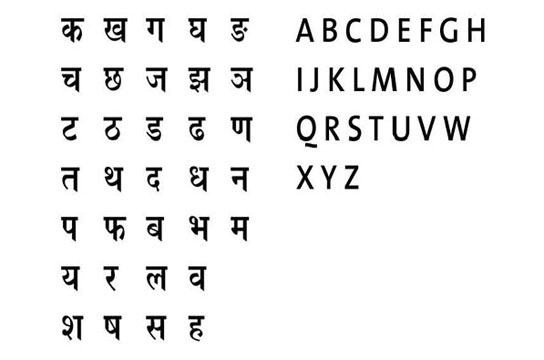 क ख ग घ ङ ABCDEFGH
च छ ज झ ञ IJKLMNOP
ट ठ ड ढ ण QRSTUVW
त थ द ध न XYZ
प फ ब भ म
य र ल व
श ष स ह